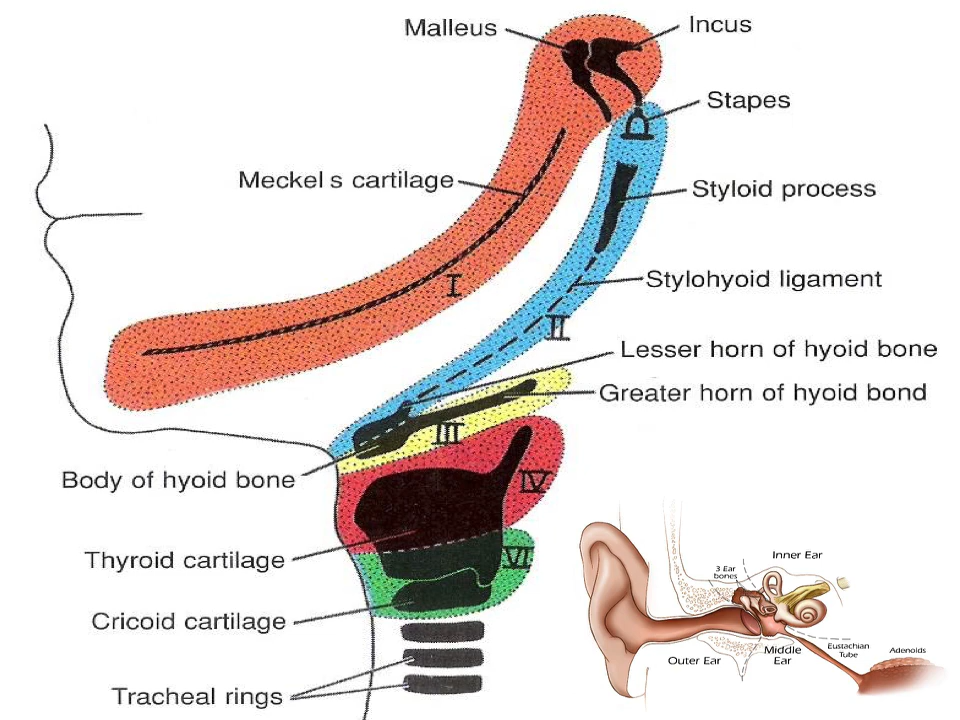 Malleus
Incus
Stapes
Meckel s cartilage
Styloid process
I
Stylohyoid ligament
II
Lesser horn of hyoid bone
Greater horn of hyoid bond
III
Body of hyoid bone
IV
Thyroid cartilage
VI
Cricoid cartilage
Tracheal rings
Inner Ear
3 Ear
bones
Outer Ear
Middle
Ear
Eustachian
Tube
Adenoids